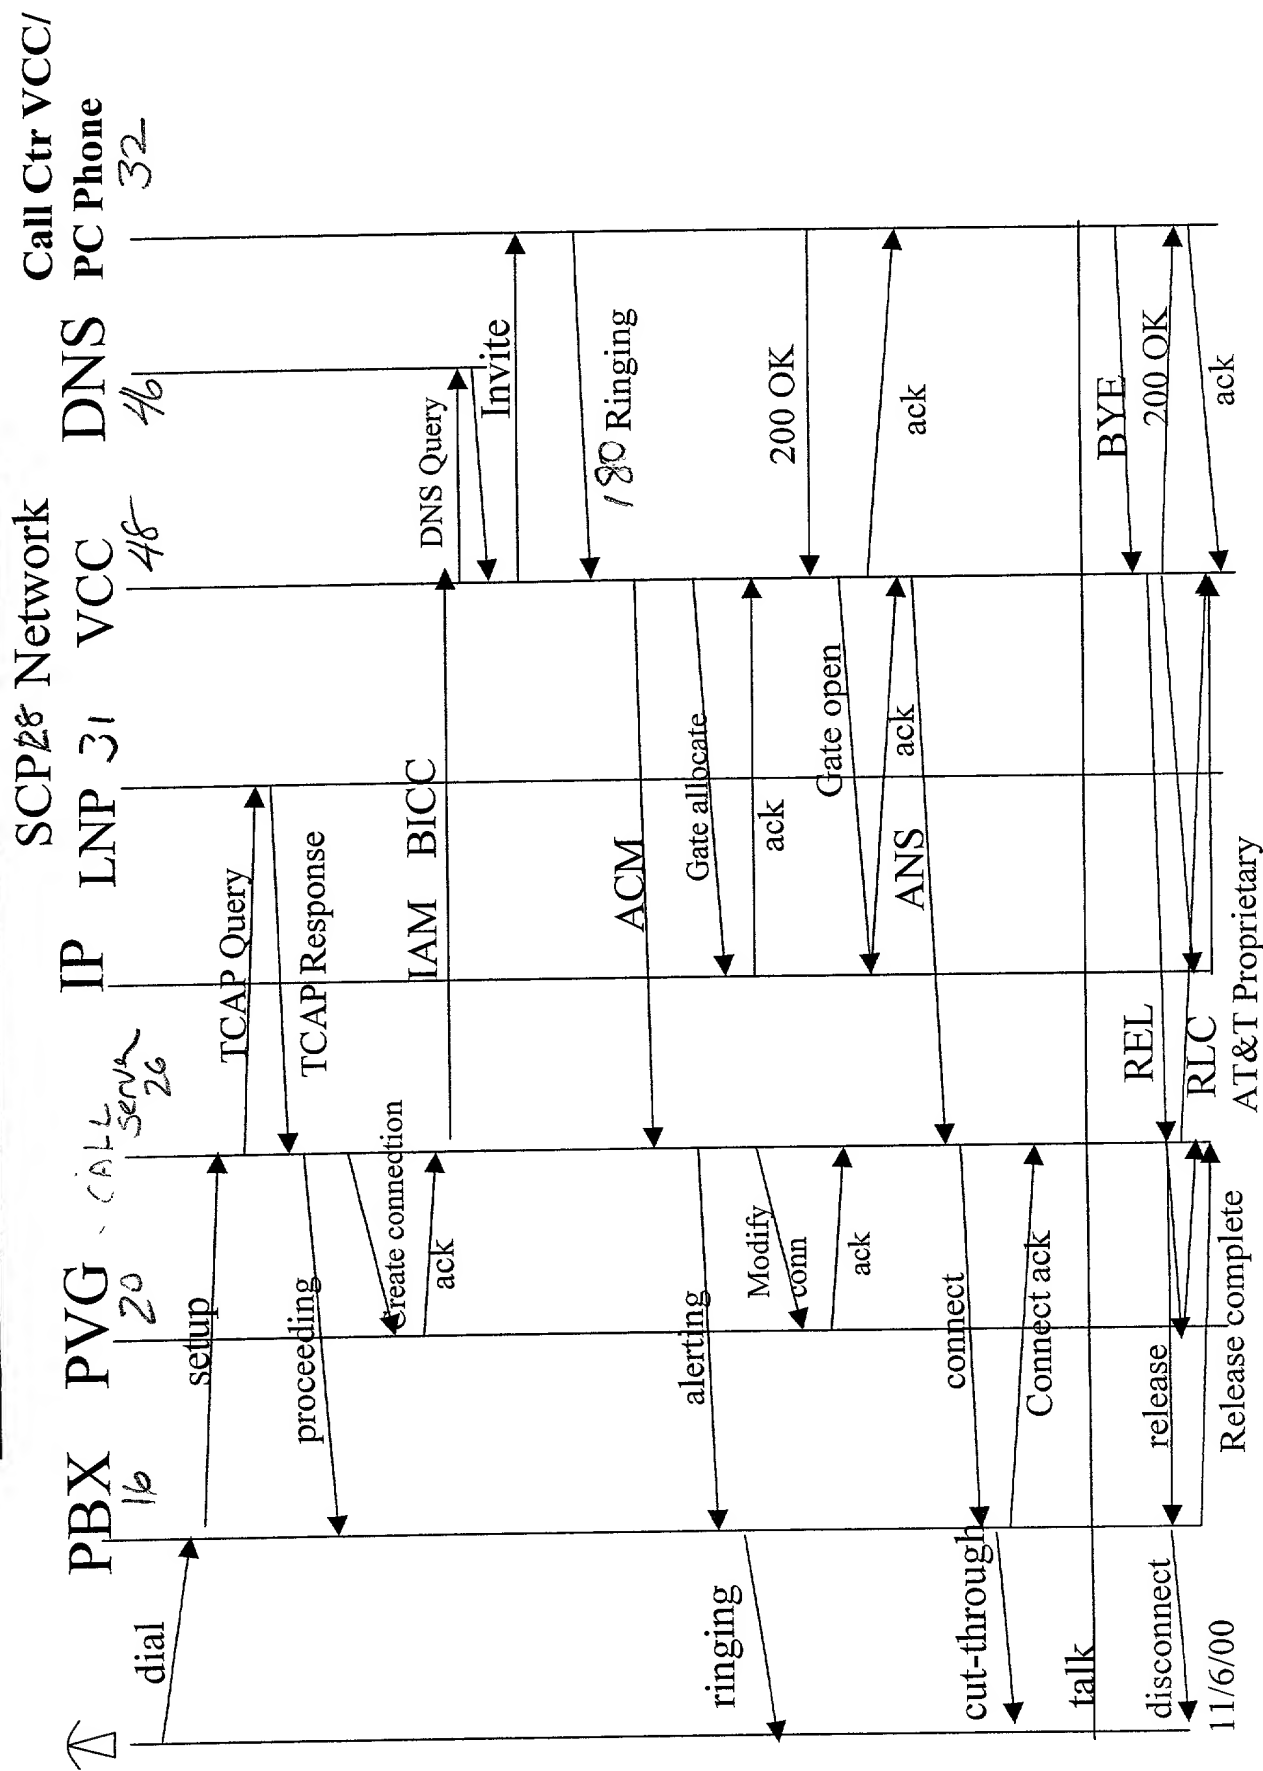 SCP 28 Network Call Ctr VCC/
PBX PVG CALL IP LNP 31 VCC DNS PC Phone
16 20 Server 48 46 32
26
dial
setup
TCAP Query
TCAP Response
proceeding
Create connection
ack
IAM BICC
DNS Query
Invite
180 Ringing
ACM
alerting
ringing
Gate allocate
ack
Modify
conn
ack
200 OK
Gate open
ack
ack
ANS
connect
cut-through
Connect ack
talk
BYE
200 OK
ack
REL
RLC
release
disconnect
Release complete
11/6/00
AT&T Proprietary